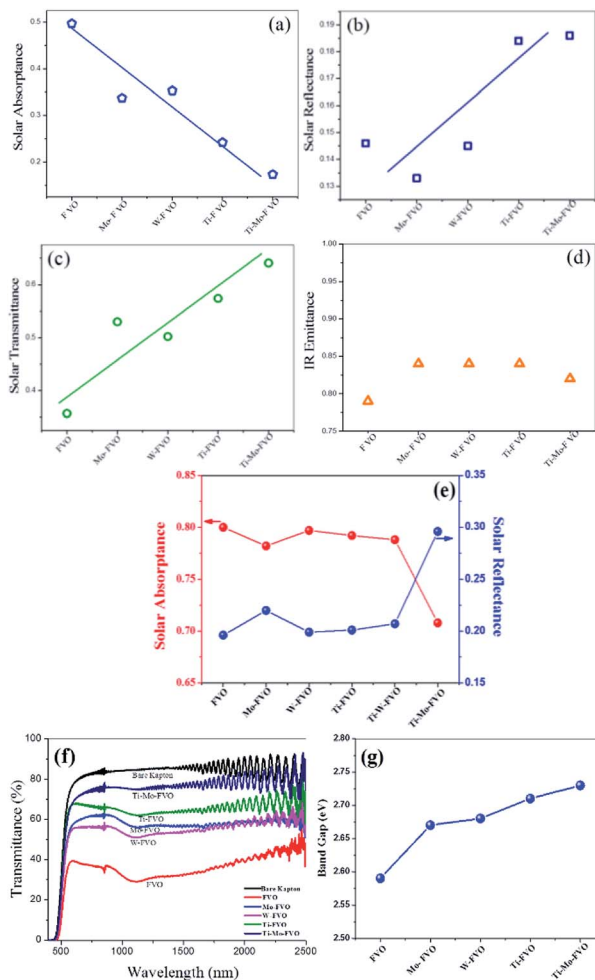 (a)
Solar Absorptance
0.5
0.4
0.3
0.2
F VO
Mo-F VO
W-F VO
Ti-F VO
Ti-Mo-F VO
(b)
Solar Reflectance
0.19
0.18
0.17
0.16
0.15
0.14
0.13
FVO
Mo-FVO
W-FVO
Ti-FVO
Ti-Mo-FVO
(c)
Solar Transmittance
0.6
0.5
0.4
FVO
Mo-FVO
W-FVO
Ti-FVO
Ti-Mo-FVO
(d)
IR Emittance
1.00
0.95
0.90
0.85
0.80
0.75
F VO
Mo- F VO
W-F VO
Ti-F VO
Ti-Mo-F VO
(e)
Solar Absorptance
0.85
0.80
0.75
0.70
0.65
Solar Reflectance
0.35
0.30
0.25
0.20
0.15
FVO
Mo-FVO
W-FVO
Ti-FVO
Ti-W-FVO
Ti-Mo-FVO
(f)
Transmittance (%)
100
80
60
40
20
0
Bare Kapton
Ti-Mo-FVO
Ti-FVO
Mo-FVO
W-FVO
FVO
Bare Kapton
FVO
Mo-FVO
W-FVO
Ti-FVO
Ti-Mo-FVO
500
1000
1500
2000
2500
Wavelength (nm)
(g)
Band Gap (eV)
2.80
2.75
2.70
2.65
2.60
2.55
2.50
FVO
Mo-FVO
W-FVO
Ti-FVO
Ti-Mo-FVO